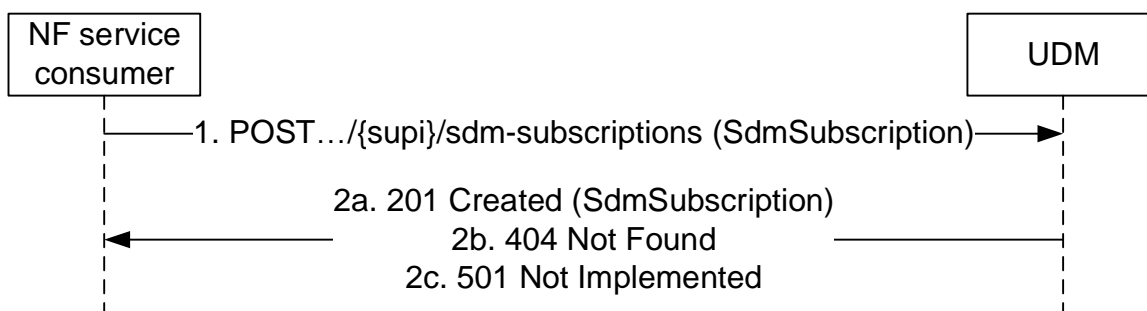 NF service
consumer
UDM
1. POST…/{supi}/sdm-subscriptions (SdmSubscription)
2a. 201 Created (SdmSubscription)
2b. 404 Not Found
2c. 501 Not Implemented